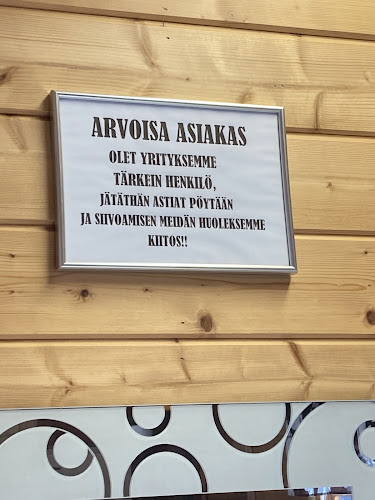 ARVOISA ASIAKAS
OLET YRITYKSEMME
TÄRKEIN HENKILÖ,
JÄTÄTHÄN ASTIAT PÖYTÄÄN
JA SIIVOAMISEN MEIDÄN HUOLEKSEMME
KIITOS!!